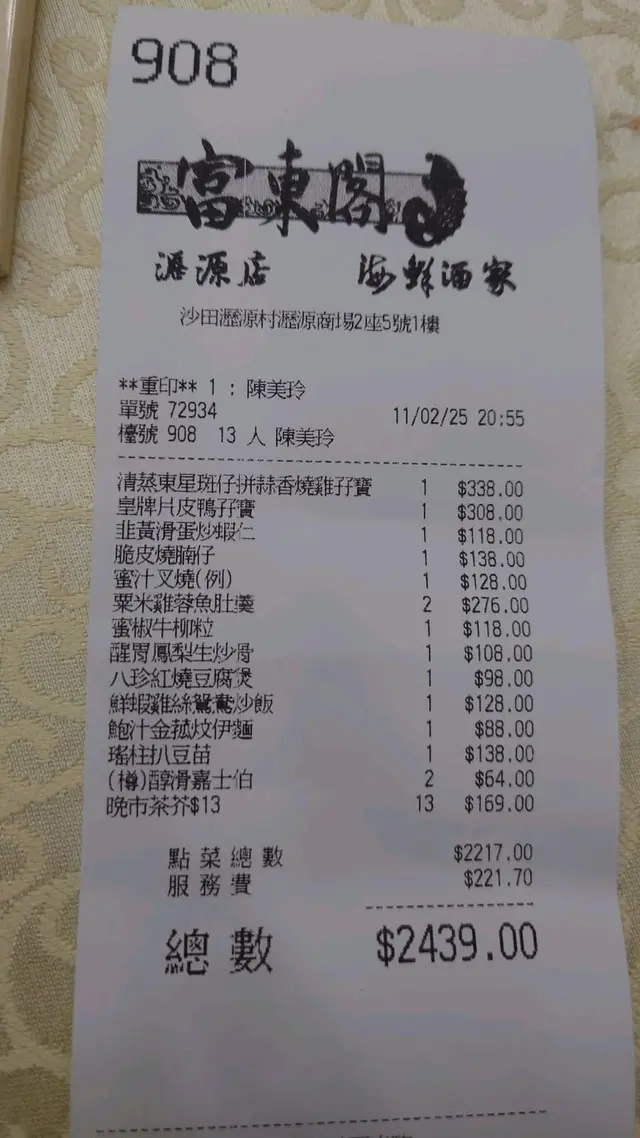 908
富東閣
瀝源店 海鮮酒家
沙田瀝源村瀝源商場2座5號1樓
**重印** 1 : 陳美玲
單號 72934 11/02/25 20:55
檯號 908 13 人 陳美玲
清蒸東星斑仔拼蒜香燒雞孖寶 1 $338.00
皇牌片皮鴨孖寶 1 $308.00
韭黃滑蛋炒蝦仁 1 $118.00
脆皮燒腩仔 1 $138.00
蜜汁叉燒(例) 1 $128.00
粟米雞蓉魚肚羹 2 $276.00
蜜椒牛柳粒 1 $118.00
醒胃鳳梨生炒骨 1 $108.00
八珍紅燒豆腐煲 1 $98.00
鮮蝦雞絲鴛鴦炒飯 1 $128.00
鮑汁金菰炆伊麵 1 $88.00
瑤柱扒豆苗 1 $138.00
(樽)醇滑嘉士伯 2 $64.00
晚市茶芥$13 13 $169.00
點菜總數 $2217.00
服務費 $221.70
總數 $2439.00